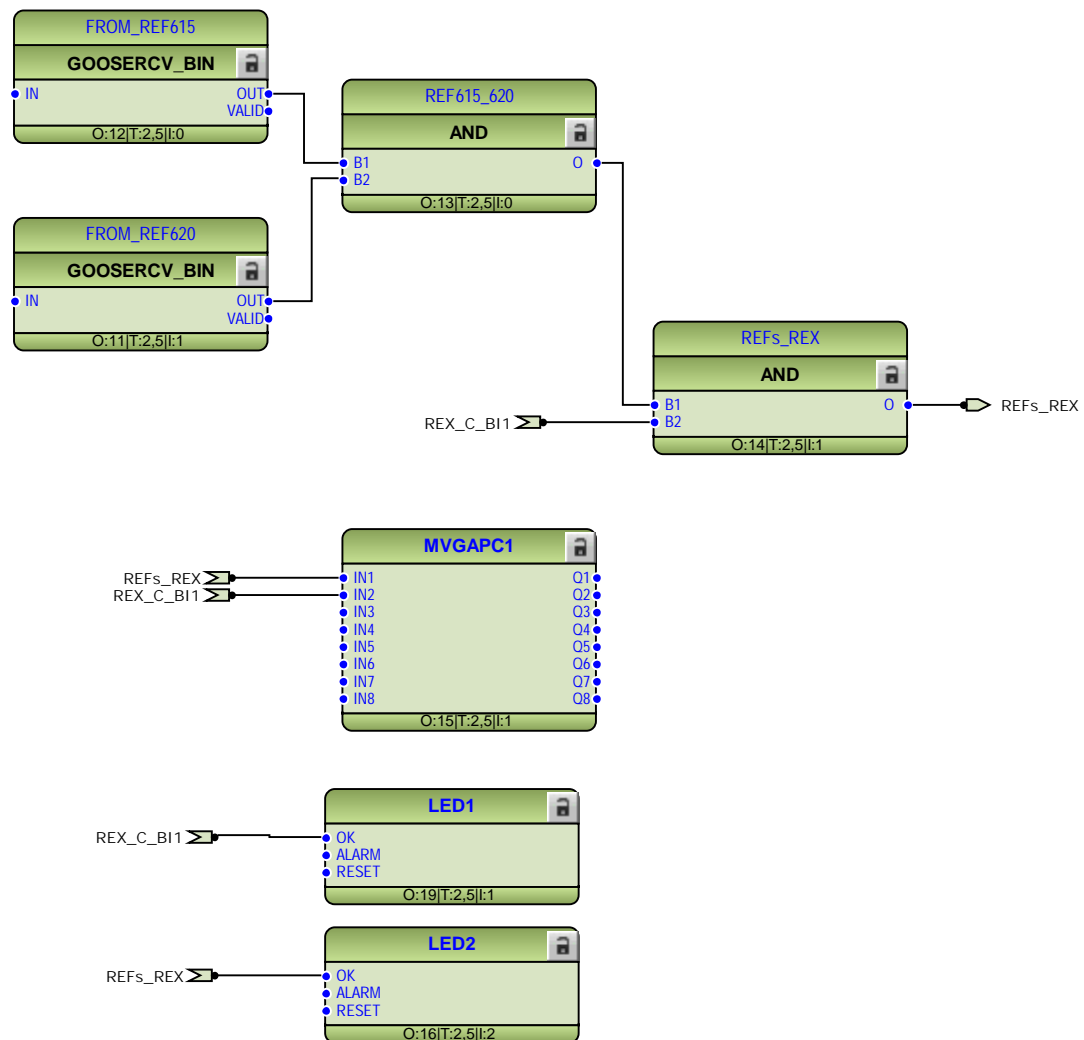 FROM_REF615
GOOSERCV_BIN
IN OUT
VALID
O:12|T:2,5|I:0
REF615_620
AND
B1 O
B2
O:13|T:2,5|I:0
FROM_REF620
GOOSERCV_BIN
IN OUT
VALID
O:11|T:2,5|I:1
REFs_REX
AND
B1 O
B2
O:14|T:2,5|I:1
REX_C_BI1
REFs_REX
MVGAPC1
REFs_REX
REX_C_BI1
IN1 Q1
IN2 Q2
IN3 Q3
IN4 Q4
IN5 Q5
IN6 Q6
IN7 Q7
IN8 Q8
O:15|T:2,5|I:1
LED1
REX_C_BI1
OK
ALARM
RESET
O:19|T:2,5|I:1
LED2
REFs_REX
OK
ALARM
RESET
O:16|T:2,5|I:2